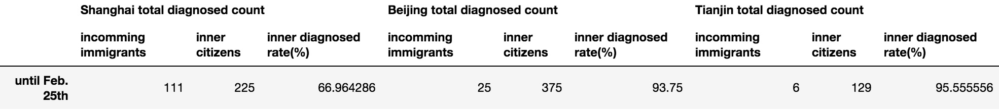 Shanghai total diagnosed count Beijing total diagnosed count Tianjin total diagnosed count
incomming inner inner diagnosed incomming inner inner diagnosed incomming inner inner diagnosed
immigrants citizens rate(%) immigrants citizens rate(%) immigrants citizens rate(%)
until Feb.
25th 111 225 66.964286 25 375 93.75 6 129 95.555556